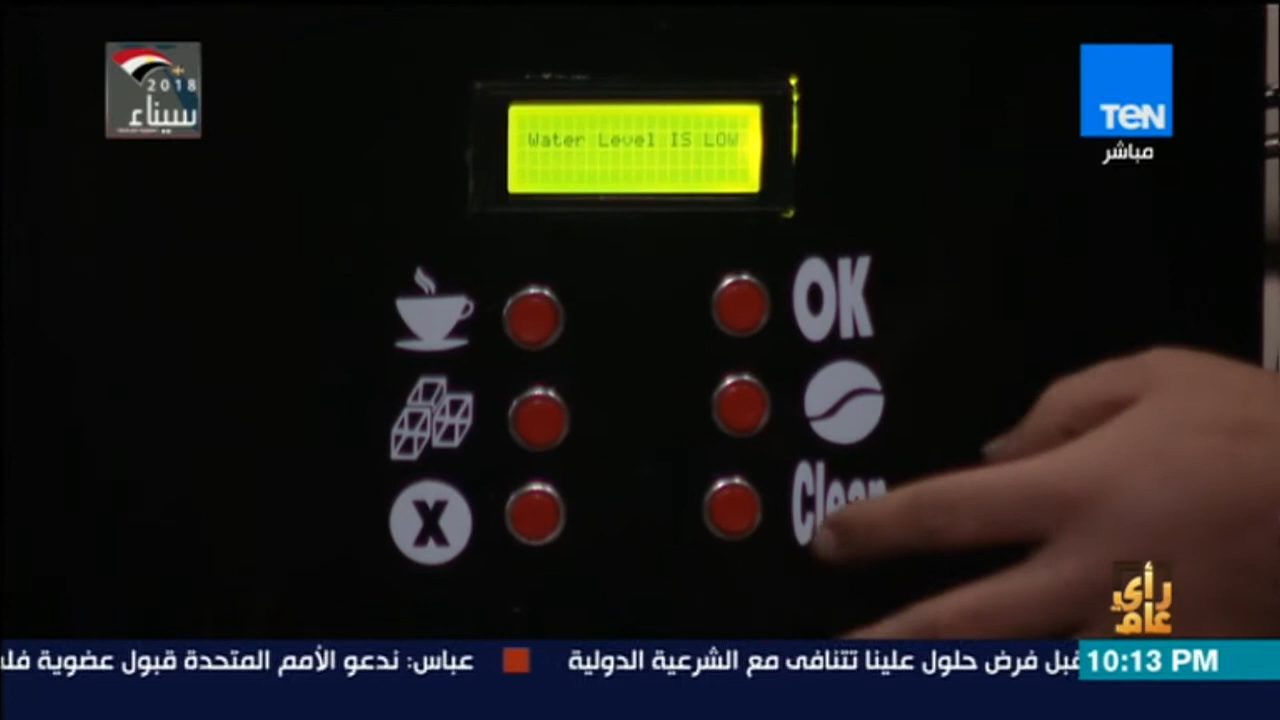 2018
سيناء
TEN
مباشر
Water Level IS LOW
OK
X
Clean
رأي
عام
فرض حلول علينا تتنافى مع الشرعية الدولية
عباس: ندعو الأمم المتحدة قبول عضوية
10:13 PM